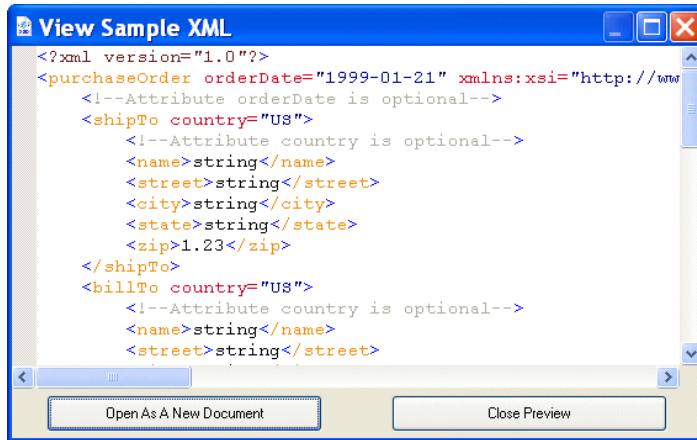 View Sample XML
<?xml version="1.0"?>
<purchaseOrder orderDate="1999-01-21" xmlns:xsi="http://ww
<!--Attribute orderDate is optional-->
<shipTo country="US">
<!--Attribute country is optional-->
<name>string</name>
<street>string</street>
<city>string</city>
<state>string</state>
<zip>1.23</zip>
</shipTo>
<billTo country="US">
<!--Attribute country is optional-->
<name>string</name>
<street>string</street>
Open As A New Document
Close Preview